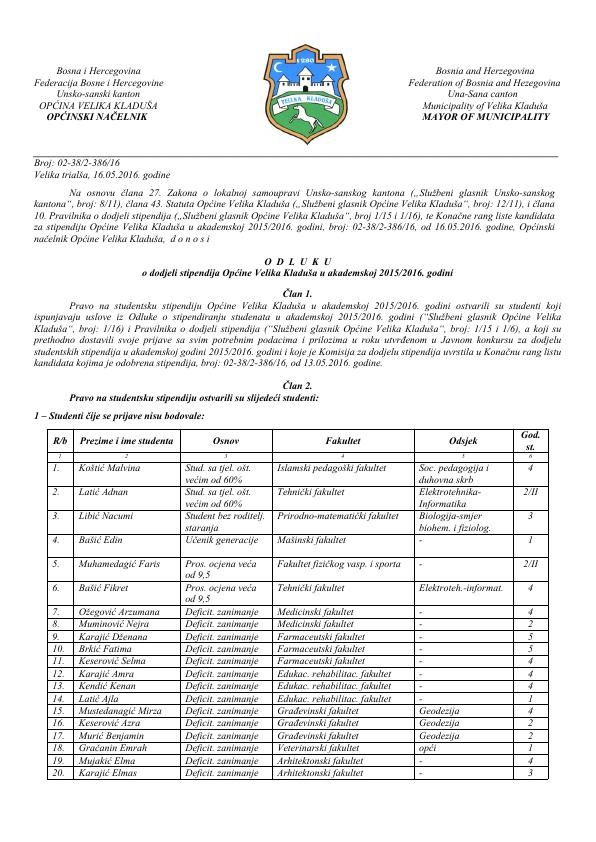 Bosna i Hercegovina
Federacija Bosne i Hercegovine
Unsko-sanski kanton
OPĆINA VELIKA KLADUŠA
OPĆINSKI NAČELNIK
1280
VELIKA KLADUŠA
Bosnia and Herzegovina
Federation of Bosnia and Hezegovina
Una-Sana canton
Municipality of Velika Kladuša
MAYOR OF MUNICIPALITY
Broj: 02-38/2-386/16
Velika trialša, 16.05.2016. godine
Na osnovu člana 27. Zakona o lokalnoj samoupravi Unsko-sanskog kantona („Službeni glasnik Unsko-sanskog
kantona“, broj: 8/11), člana 43. Statuta Općine Velika Kladuša („Službeni glasnik Općine Velika Kladuša“, broj: 12/11), i člana
10. Pravilnika o dodjeli stipendija („Službeni glasnik Općine Velika Kladuša“, broj 1/15 i 1/16), te Konačne rang liste kandidata
za stipendiju Općine Velika Kladuša u akademskoj 2015/2016. godini, broj: 02-38/2-386/16, od 16.05.2016. godine, Općinski
načelnik Općine Velika Kladuša, d o n o s i
O D L U K U
o dodjeli stipendija Općine Velika Kladuša u akademskoj 2015/2016. godini
Član 1.
Pravo na studentsku stipendiju Općine Velika Kladuša u akademskoj 2015/2016. godini ostvarili su studenti koji
ispunjavaju uslove iz Odluke o stipendiranju studenata u akademskoj 2015/2016. godini (“Službeni glasnik Općine Velika
Kladuša“, broj: 1/16) i Pravilnika o dodjeli stipendija (“Službeni glasnik Općine Velika Kladuša“, broj: 1/15 i 1/6), a koji su
prethodno dostavili svoje prijave sa svim potrebnim podacima i prilozima u roku utvrđenom u Javnom konkursu za dodjelu
studentskih stipendija u akademskoj godini 2015/2016. godini i koje je Komisija za dodjelu stipendija uvrstila u Konačnu rang listu
kandidata kojima je odobrena stipendija, broj: 02-38/2-386/16, od 13.05.2016. godine.
Član 2.
Pravo na studentsku stipendiju ostvarili su slijedeći studenti:
1 – Studenti čije se prijave nisu bodovale:
R/b Prezime i ime studenta Osnov Fakultet Odsjek God. st.
1 2 3 4 5 6
1. Koštić Malvina Stud. sa tjel. ošt. većim od 60% Islamski pedagoški fakultet Soc. pedagogija i duhovna skrb 4
2. Latić Adnan Stud. sa tjel. ošt. većim od 60% Tehnički fakultet Elektrotehnika-Informatika 2/II
3. Libić Nacumi Student bez roditelj. staranja Prirodno-matematički fakultet Biologija-smjer biohem. i fiziolog. 3
4. Bašić Edin Učenik generacije Mašinski fakultet - 1
5. Muhamedagić Faris Pros. ocjena veća od 9,5 Fakultet fizičkog vasp. i sporta - 2/II
6. Bašić Fikret Pros. ocjena veća od 9,5 Tehnički fakultet Elektroteh.-informat. 4
7. Ožegović Arzumana Deficit. zanimanje Medicinski fakultet - 4
8. Muminović Nejra Deficit. zanimanje Medicinski fakultet - 2
9. Karajić Dženana Deficit. zanimanje Farmaceutski fakultet - 5
10. Brkić Fatima Deficit. zanimanje Farmaceutski fakultet - 5
11. Keserović Selma Deficit. zanimanje Farmaceutski fakultet - 4
12. Karajić Amra Deficit. zanimanje Edukac. rehabilitac. fakultet - 4
13. Kendić Kenan Deficit. zanimanje Edukac. rehabilitac. fakultet - 4
14. Latić Ajla Deficit. zanimanje Edukac. rehabilitac. fakultet - 1
15. Mustedanagić Mirza Deficit. zanimanje Građevinski fakultet Geodezija 4
16. Keserović Azra Deficit. zanimanje Građevinski fakultet Geodezija 2
17. Murić Benjamin Deficit. zanimanje Građevinski fakultet Geodezija 2
18. Graćanin Emrah Deficit. zanimanje Veterinarski fakultet opći 1
19. Mujakić Elma Deficit. zanimanje Arhitektonski fakultet - 4
20. Karajić Elmas Deficit. zanimanje Arhitektonski fakultet - 3